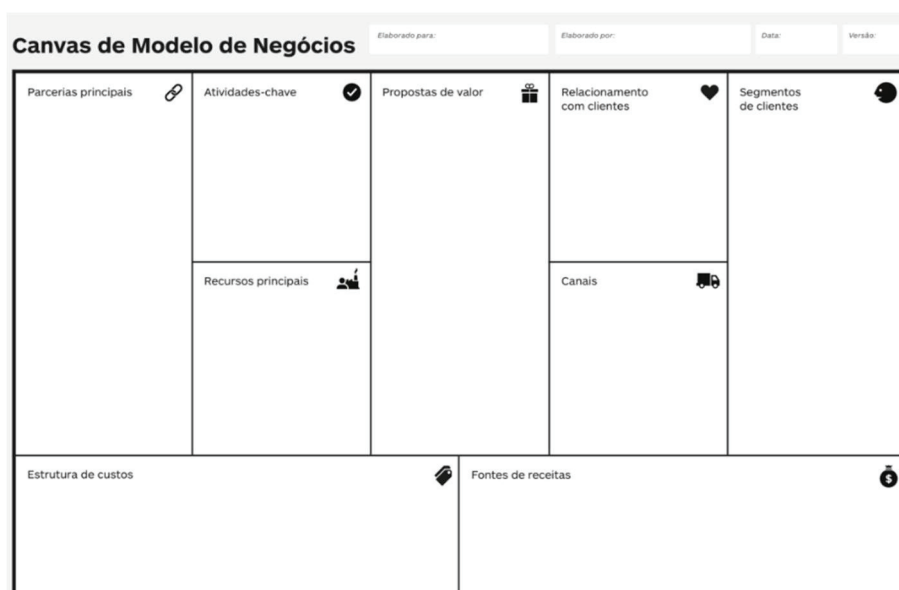 Canvas de Modelo de Negócios
Elaborado para:
Elaborado por:
Data:
Versão:
Parcerias principais
Atividades-chave
Propostas de valor
Relacionamento
com clientes
Segmentos
de clientes
Recursos principais
Canais
Estrutura de custos
Fontes de receitas
$